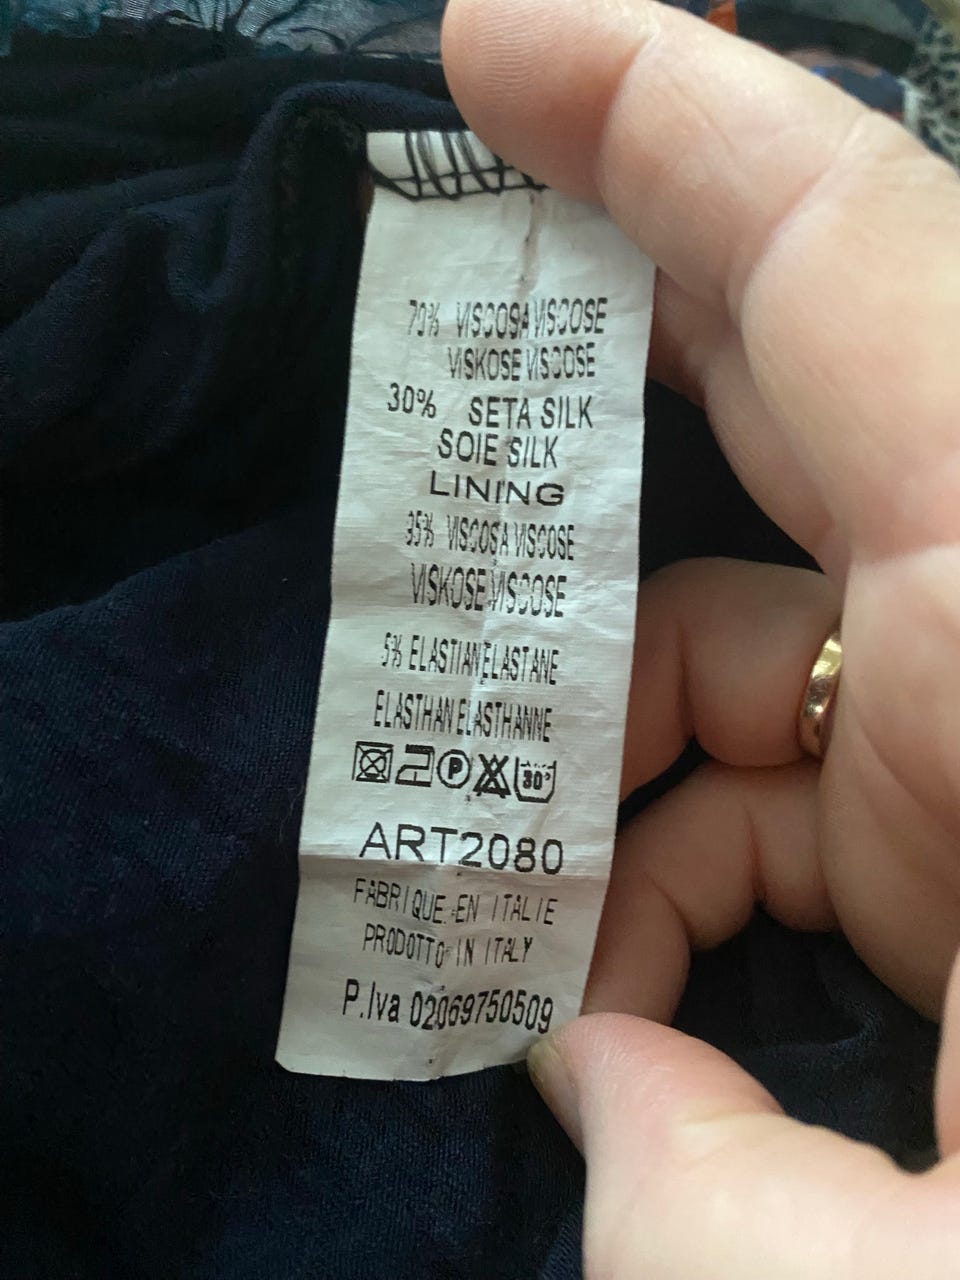 70% VISCOSA VISCOSE
VISKOSE VISCOSE
30% SETA SILK
SOIE SILK
LINING
95% VISCOSA VISCOSE
VISKOSE VISCOSE
5% ELASTIAN ELASTANE
ELASTHAN ELASTHANNE
P 30°
ART2080
FABRIQUE EN ITALIE
PRODOTTO IN ITALY
P.Iva 02069750509